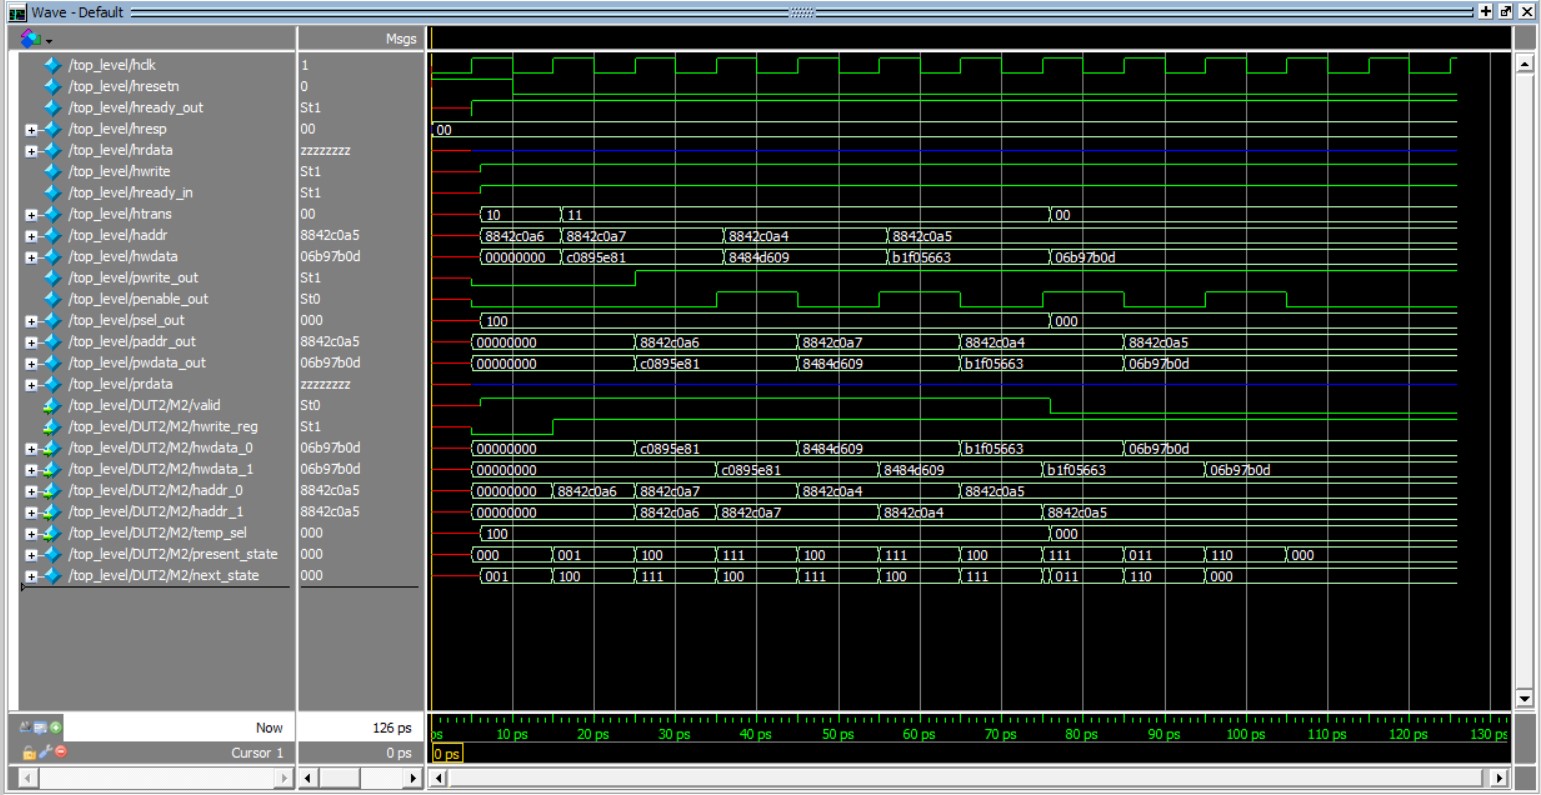 Wave - Default
Msgs
/top_level/hclk 1
/top_level/hresetn 0
/top_level/hready_out St1
/top_level/hresp 00 00
/top_level/hrdata zzzzzzzz
/top_level/hwrite St1
/top_level/hready_in St1
/top_level/htrans 00 10 11 00
/top_level/haddr 8842c0a5 8842c0a6 8842c0a7 8842c0a4 8842c0a5
/top_level/hwdata 06b97b0d 00000000 c0895e81 8484d609 b1f05663 06b97b0d
/top_level/pwrite_out St1
/top_level/penable_out St0
/top_level/psel_out 000 100 000
/top_level/paddr_out 8842c0a5 00000000 8842c0a6 8842c0a7 8842c0a4 8842c0a5
/top_level/pwdata_out 06b97b0d 00000000 c0895e81 8484d609 b1f05663 06b97b0d
/top_level/prdata zzzzzzzz
/top_level/DUT2/M2/valid St0
/top_level/DUT2/M2/hwrite_reg St1
/top_level/DUT2/M2/hwdata_0 06b97b0d 00000000 c0895e81 8484d609 b1f05663 06b97b0d
/top_level/DUT2/M2/hwdata_1 06b97b0d 00000000 c0895e81 8484d609 b1f05663 06b97b0d
/top_level/DUT2/M2/haddr_0 8842c0a5 00000000 8842c0a6 8842c0a7 8842c0a4 8842c0a5
/top_level/DUT2/M2/haddr_1 8842c0a5 00000000 8842c0a6 8842c0a7 8842c0a4 8842c0a5
/top_level/DUT2/M2/temp_sel 000 100 000
/top_level/DUT2/M2/present_state 000 000 001 100 111 100 111 100 111 011 110 000
/top_level/DUT2/M2/next_state 000 001 100 111 100 111 100 111 011 110 000
Now 126 ps
ps 10 ps 20 ps 30 ps 40 ps 50 ps 60 ps 70 ps 80 ps 90 ps 100 ps 110 ps 120 ps 130 ps
Cursor 1 0 ps 0 ps